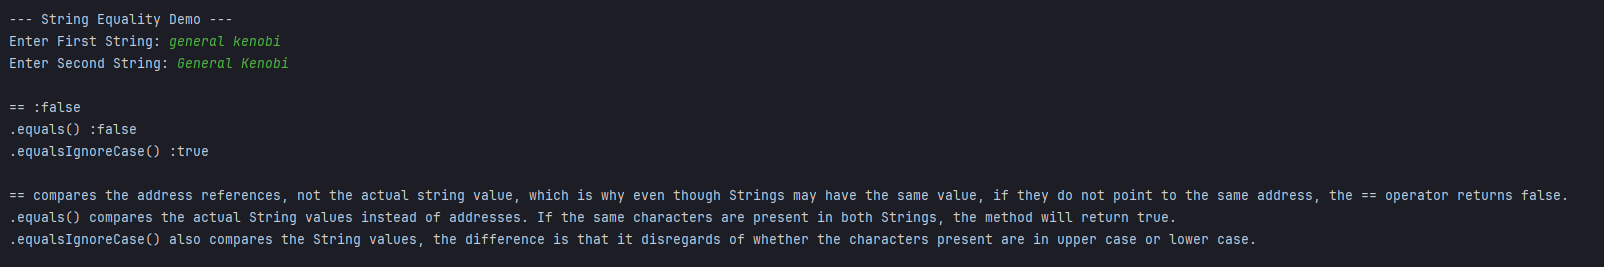 --- String Equality Demo ---
Enter First String: general kenobi
Enter Second String: General Kenobi
== :false
.equals() :false
.equalsIgnoreCase() :true
== compares the address references, not the actual string value, which is why even though Strings may have the same value, if they do not point to the same address, the == operator returns false.
.equals() compares the actual String values instead of addresses. If the same characters are present in both Strings, the method will return true.
.equalsIgnoreCase() also compares the String values, the difference is that it disregards of whether the characters present are in upper case or lower case.